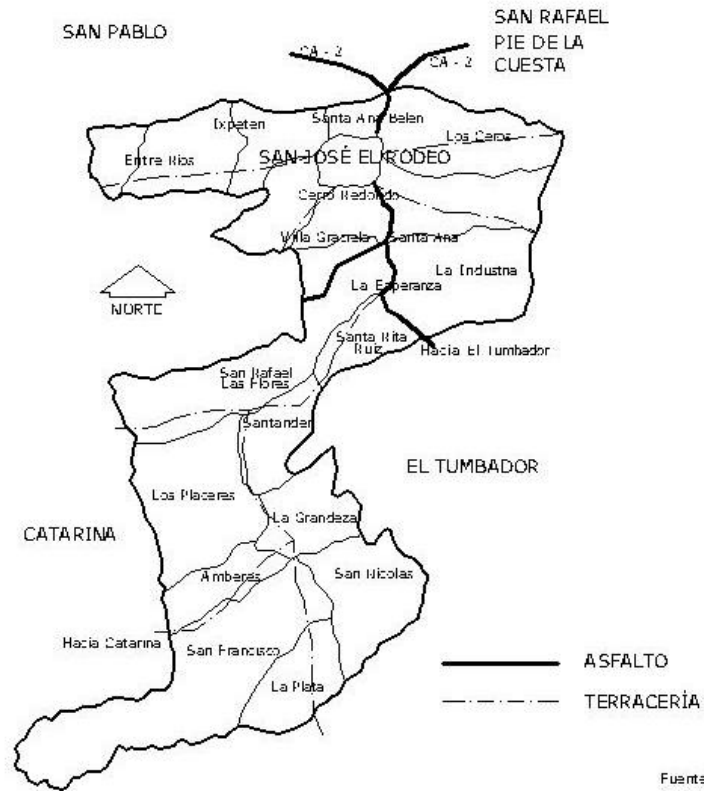 SAN PABLO
SAN RAFAEL
PIE DE LA
CUESTA
CA - 2
CA - 2
Ixpeten
Santa Ana Belen
Los Ceros
Entre Rios
SAN JOSÉ EL RODEO
Cerro Redondo
Villa Graciela
Santa Ana
La Industria
NORTE
La Esperanza
Santa Rita
Ruiz
Hacia El Tumbador
San Rafael
Las Flores
Santander
EL TUMBADOR
Los Placeres
La Grandeza
CATARINA
Amberes
San Nicolas
Hacia Catarina
San Francisco
La Plata
ASFALTO
TERRACERÍA
Fuente